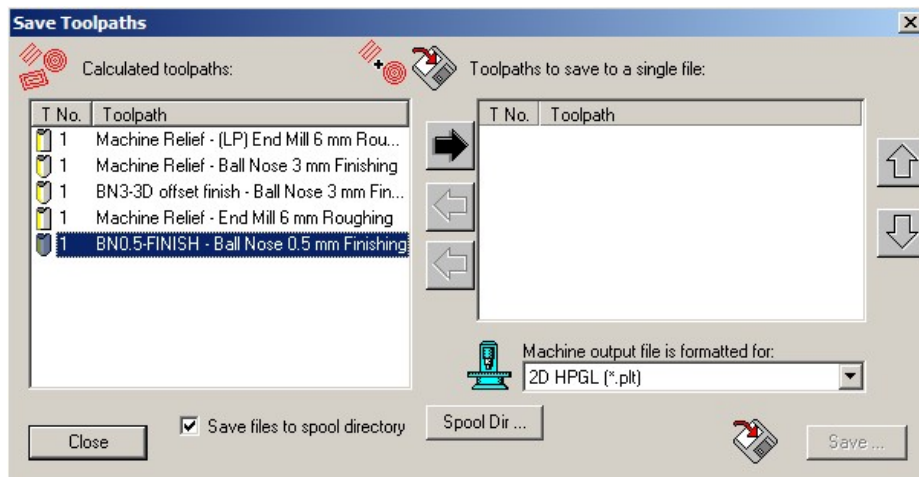 Save Toolpaths
Calculated toolpaths:
Toolpaths to save to a single file:
T No. Toolpath
1 Machine Relief - (LP) End Mill 6 mm Rou...
1 Machine Relief - Ball Nose 3 mm Finishing
1 BN3-3D offset finish - Ball Nose 3 mm Fin...
1 Machine Relief - End Mill 6 mm Roughing
1 BN0.5-FINISH - Ball Nose 0.5 mm Finishing
T No. Toolpath
Machine output file is formatted for:
2D HPGL (*.plt)
Save files to spool directory
Spool Dir ...
Close
Save ...